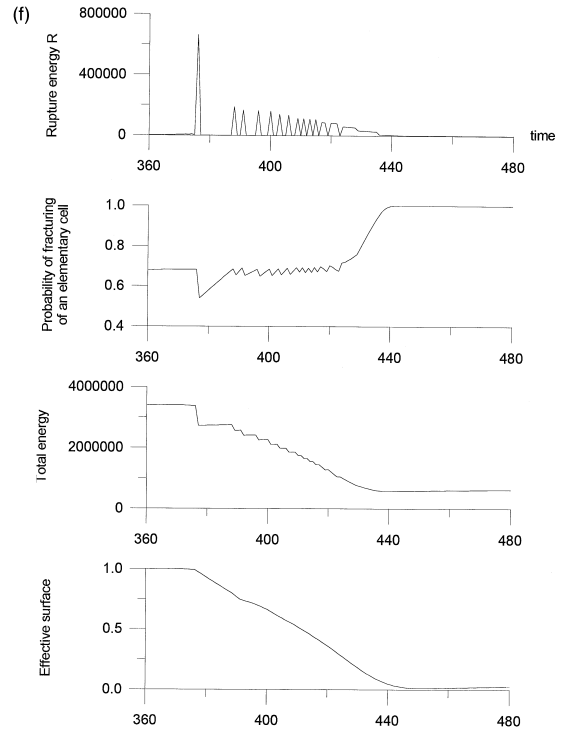 (f)
800000
400000
0
Rupture energy R
time
360 400 440 480
1.0
0.8
0.6
0.4
Probability of fracturing
of an elementary cell
360 400 440 480
4000000
2000000
0
Total energy
360 400 440 480
1.0
0.5
0.0
Effective surface
360 400 440 480